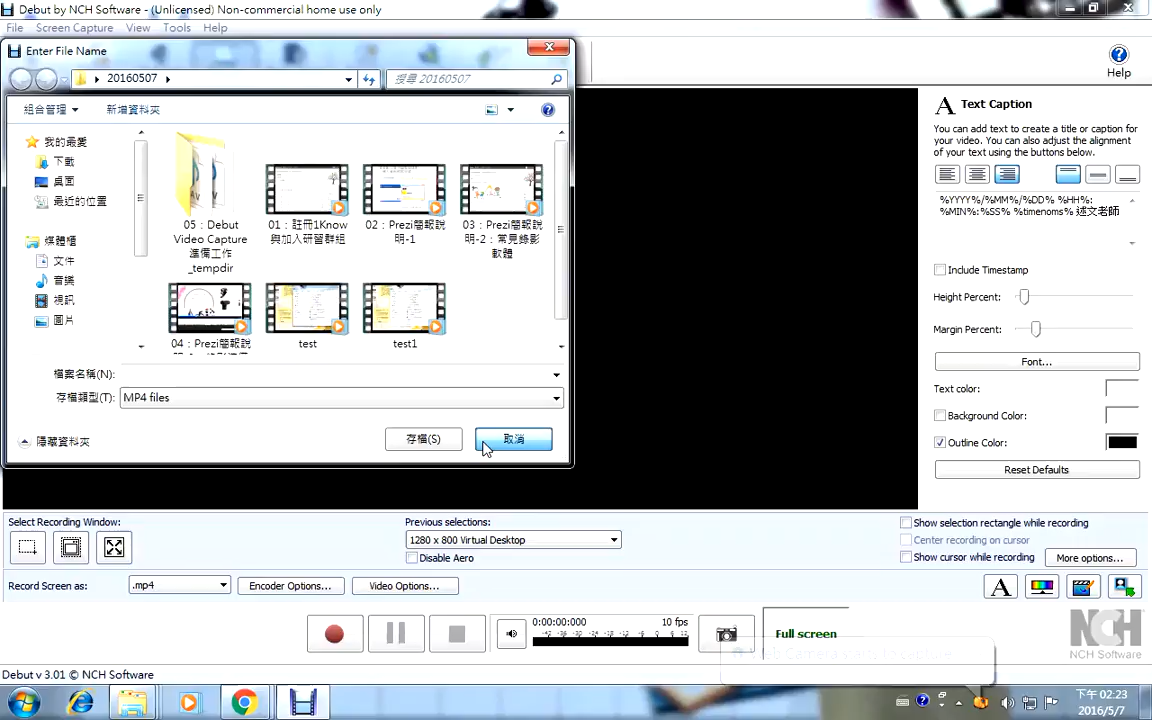 Debut by NCH Software - (Unlicensed) Non-commercial home use only
File Screen Capture View Tools Help
Enter File Name
20160507
搜尋 20160507
Help
組合管理
新增資料夾
我的最愛
下載
桌面
最近的位置
媒體櫃
文件
音樂
視訊
圖片
05：Debut
Video Capture
準備工作
_tempdir
01：註冊1Know
與加入研習群組
02：Prezi簡報說
明-1
03：Prezi簡報說
明-2：常見錄影
軟體
04：Prezi簡報說
test
test1
檔案名稱(N):
存檔類型(T): MP4 files
隱藏資料夾
存檔(S)
取消
Text Caption
You can add text to create a title or caption for
your video. You can also adjust the alignment
of your text using the buttons below.
%YYYY%/%MM%/%DD% %HH%:
%MIN%:%SS% %timenoms% 述文老師
Include Timestamp
Height Percent:
Margin Percent:
Font...
Text color:
Background Color:
Outline Color:
Reset Defaults
Select Recording Window:
Previous selections:
1280 x 800 Virtual Desktop
Disable Aero
Show selection rectangle while recording
Center recording on cursor
Show cursor while recording
More options...
Record Screen as: .mp4 Encoder Options... Video Options...
0:00:00:000 10 fps
Full screen
NCH
NCH Software
Debut v 3.01 © NCH Software
下午 02:23
2016/5/7